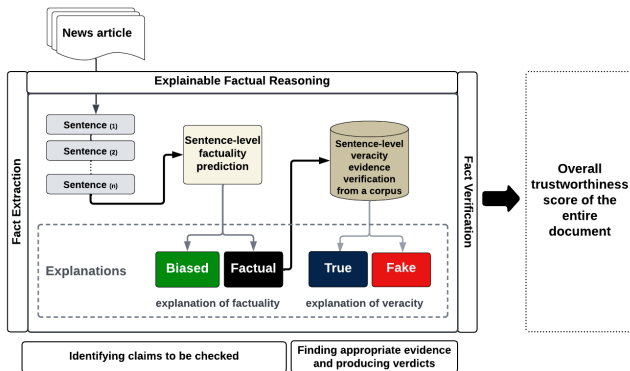 News article
Explainable Factual Reasoning
Fact Extraction
Sentence (1)
Sentence (2)
Sentence (n)
Sentence-level
factuality
prediction
Sentence-level
veracity
evidence
verification
from a corpus
Fact Verification
Overall
trustworthiness
score of the
entire
document
Explanations
Biased
Factual
True
Fake
explanation of factuality
explanation of veracity
Identifying claims to be checked
Finding appropriate evidence
and producing verdicts